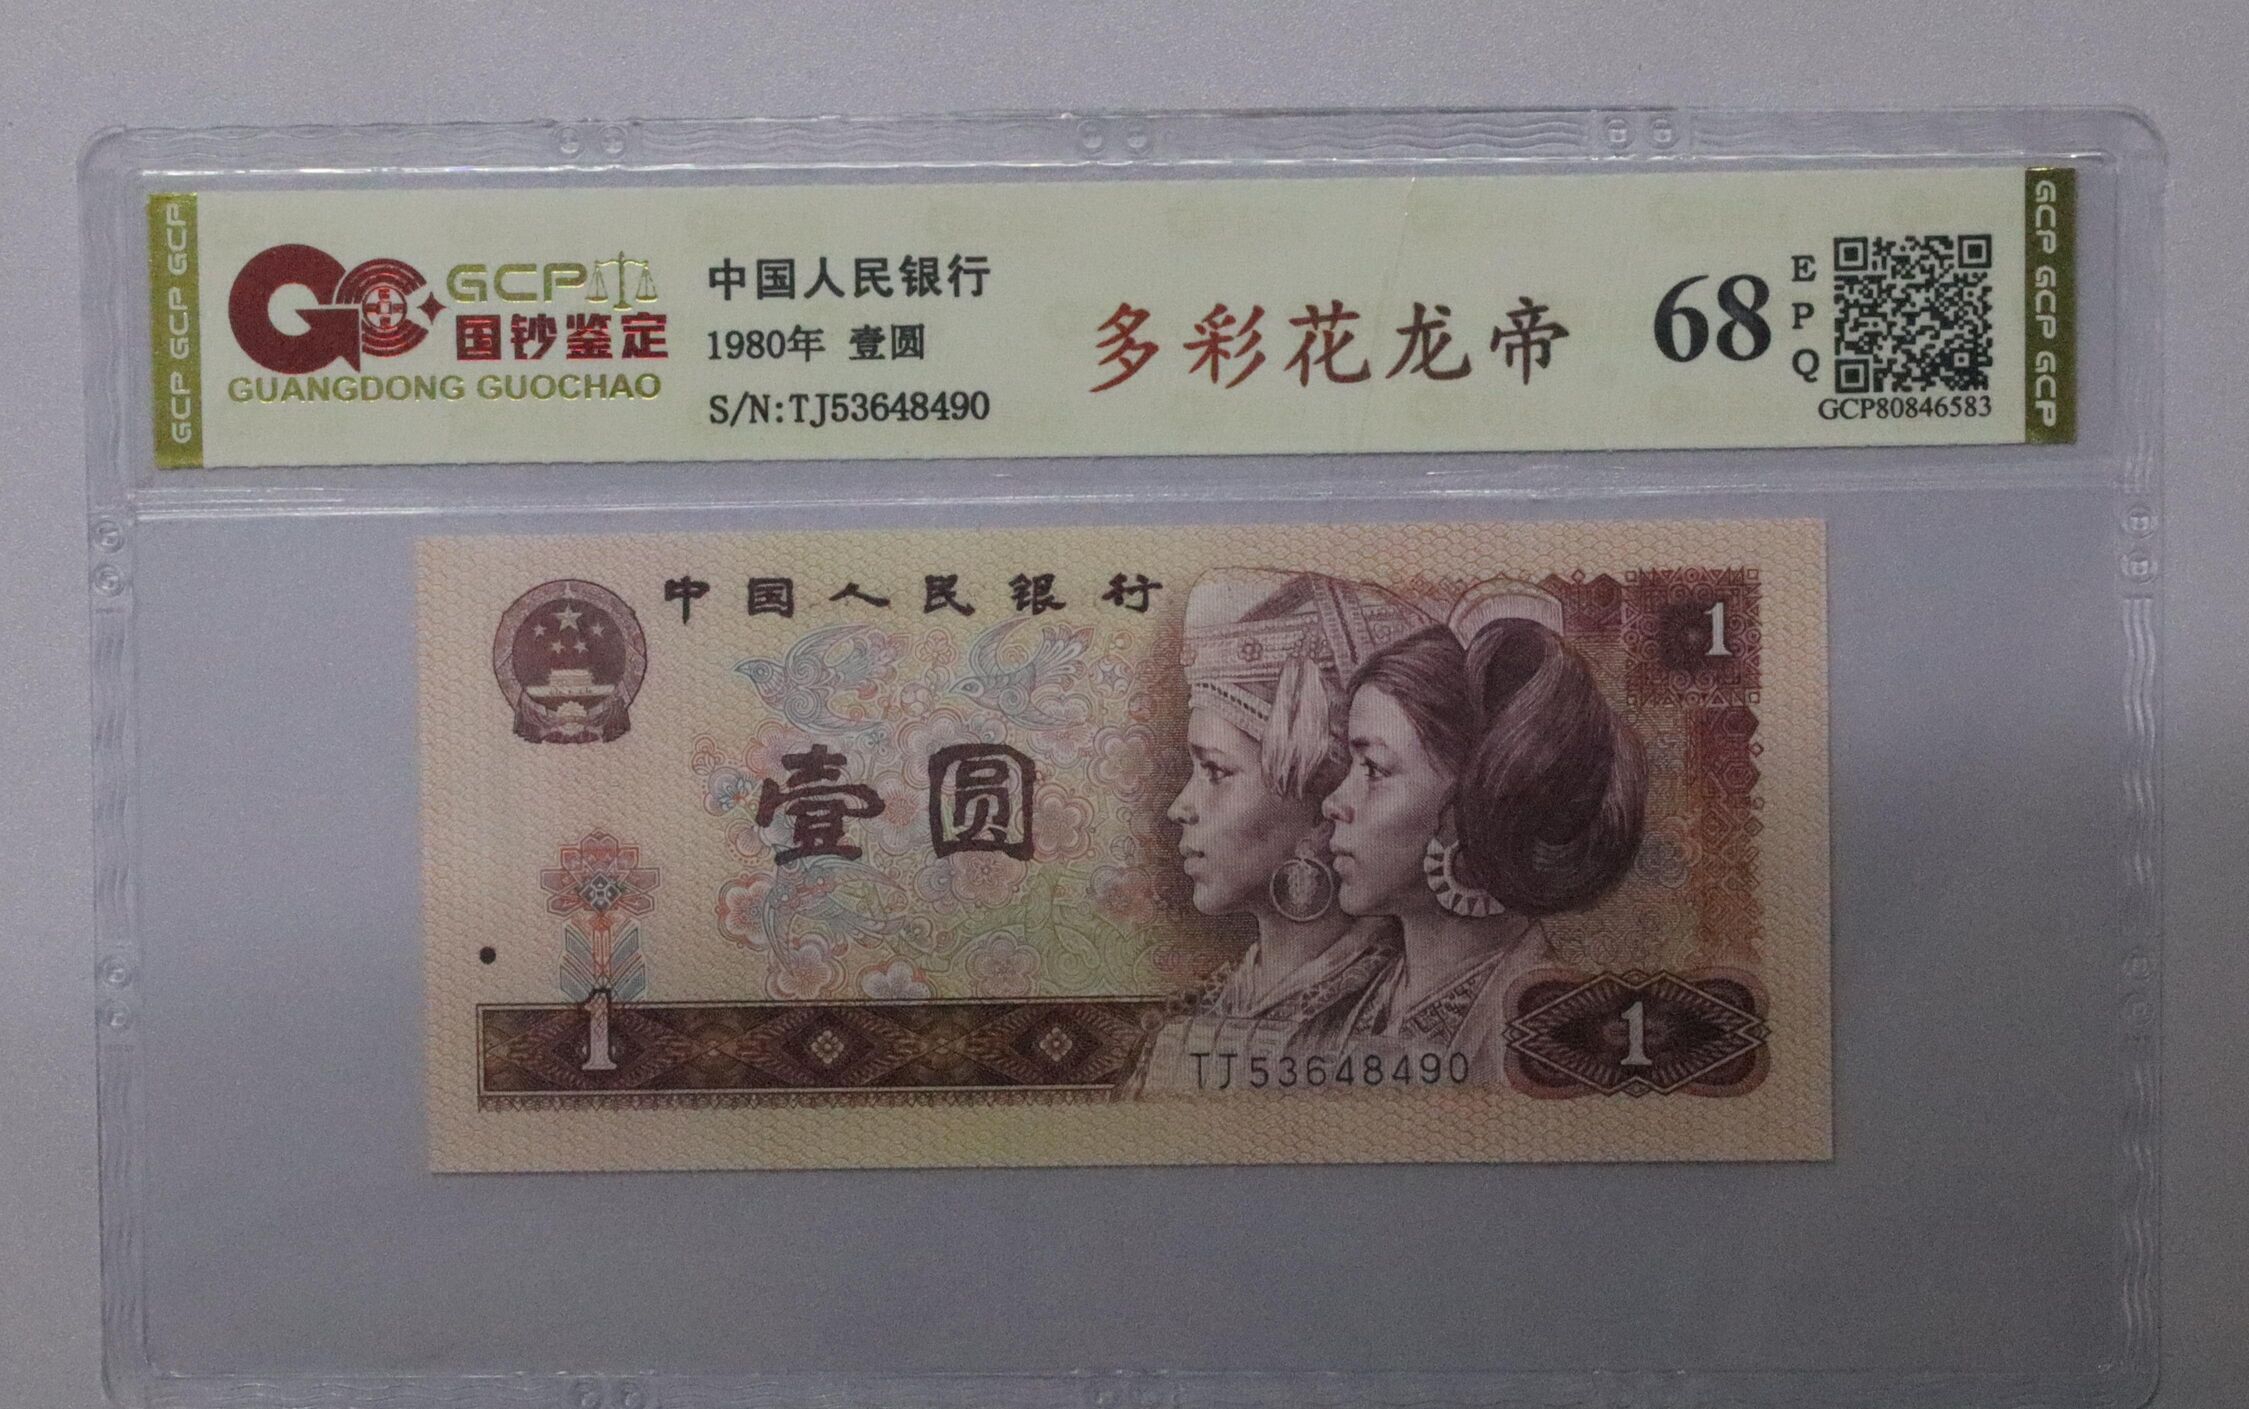 GCP GCP GCP
GCP
国钞鉴定
GUANGDONG GUOCHAO
中国人民银行
1980年 壹圆
S/N:TJ53648490
多彩花龙帝
68
E
P
Q
GCP80846583
GCP GCP GCP
中国人民银行
1
壹圆
1
1
TJ53648490